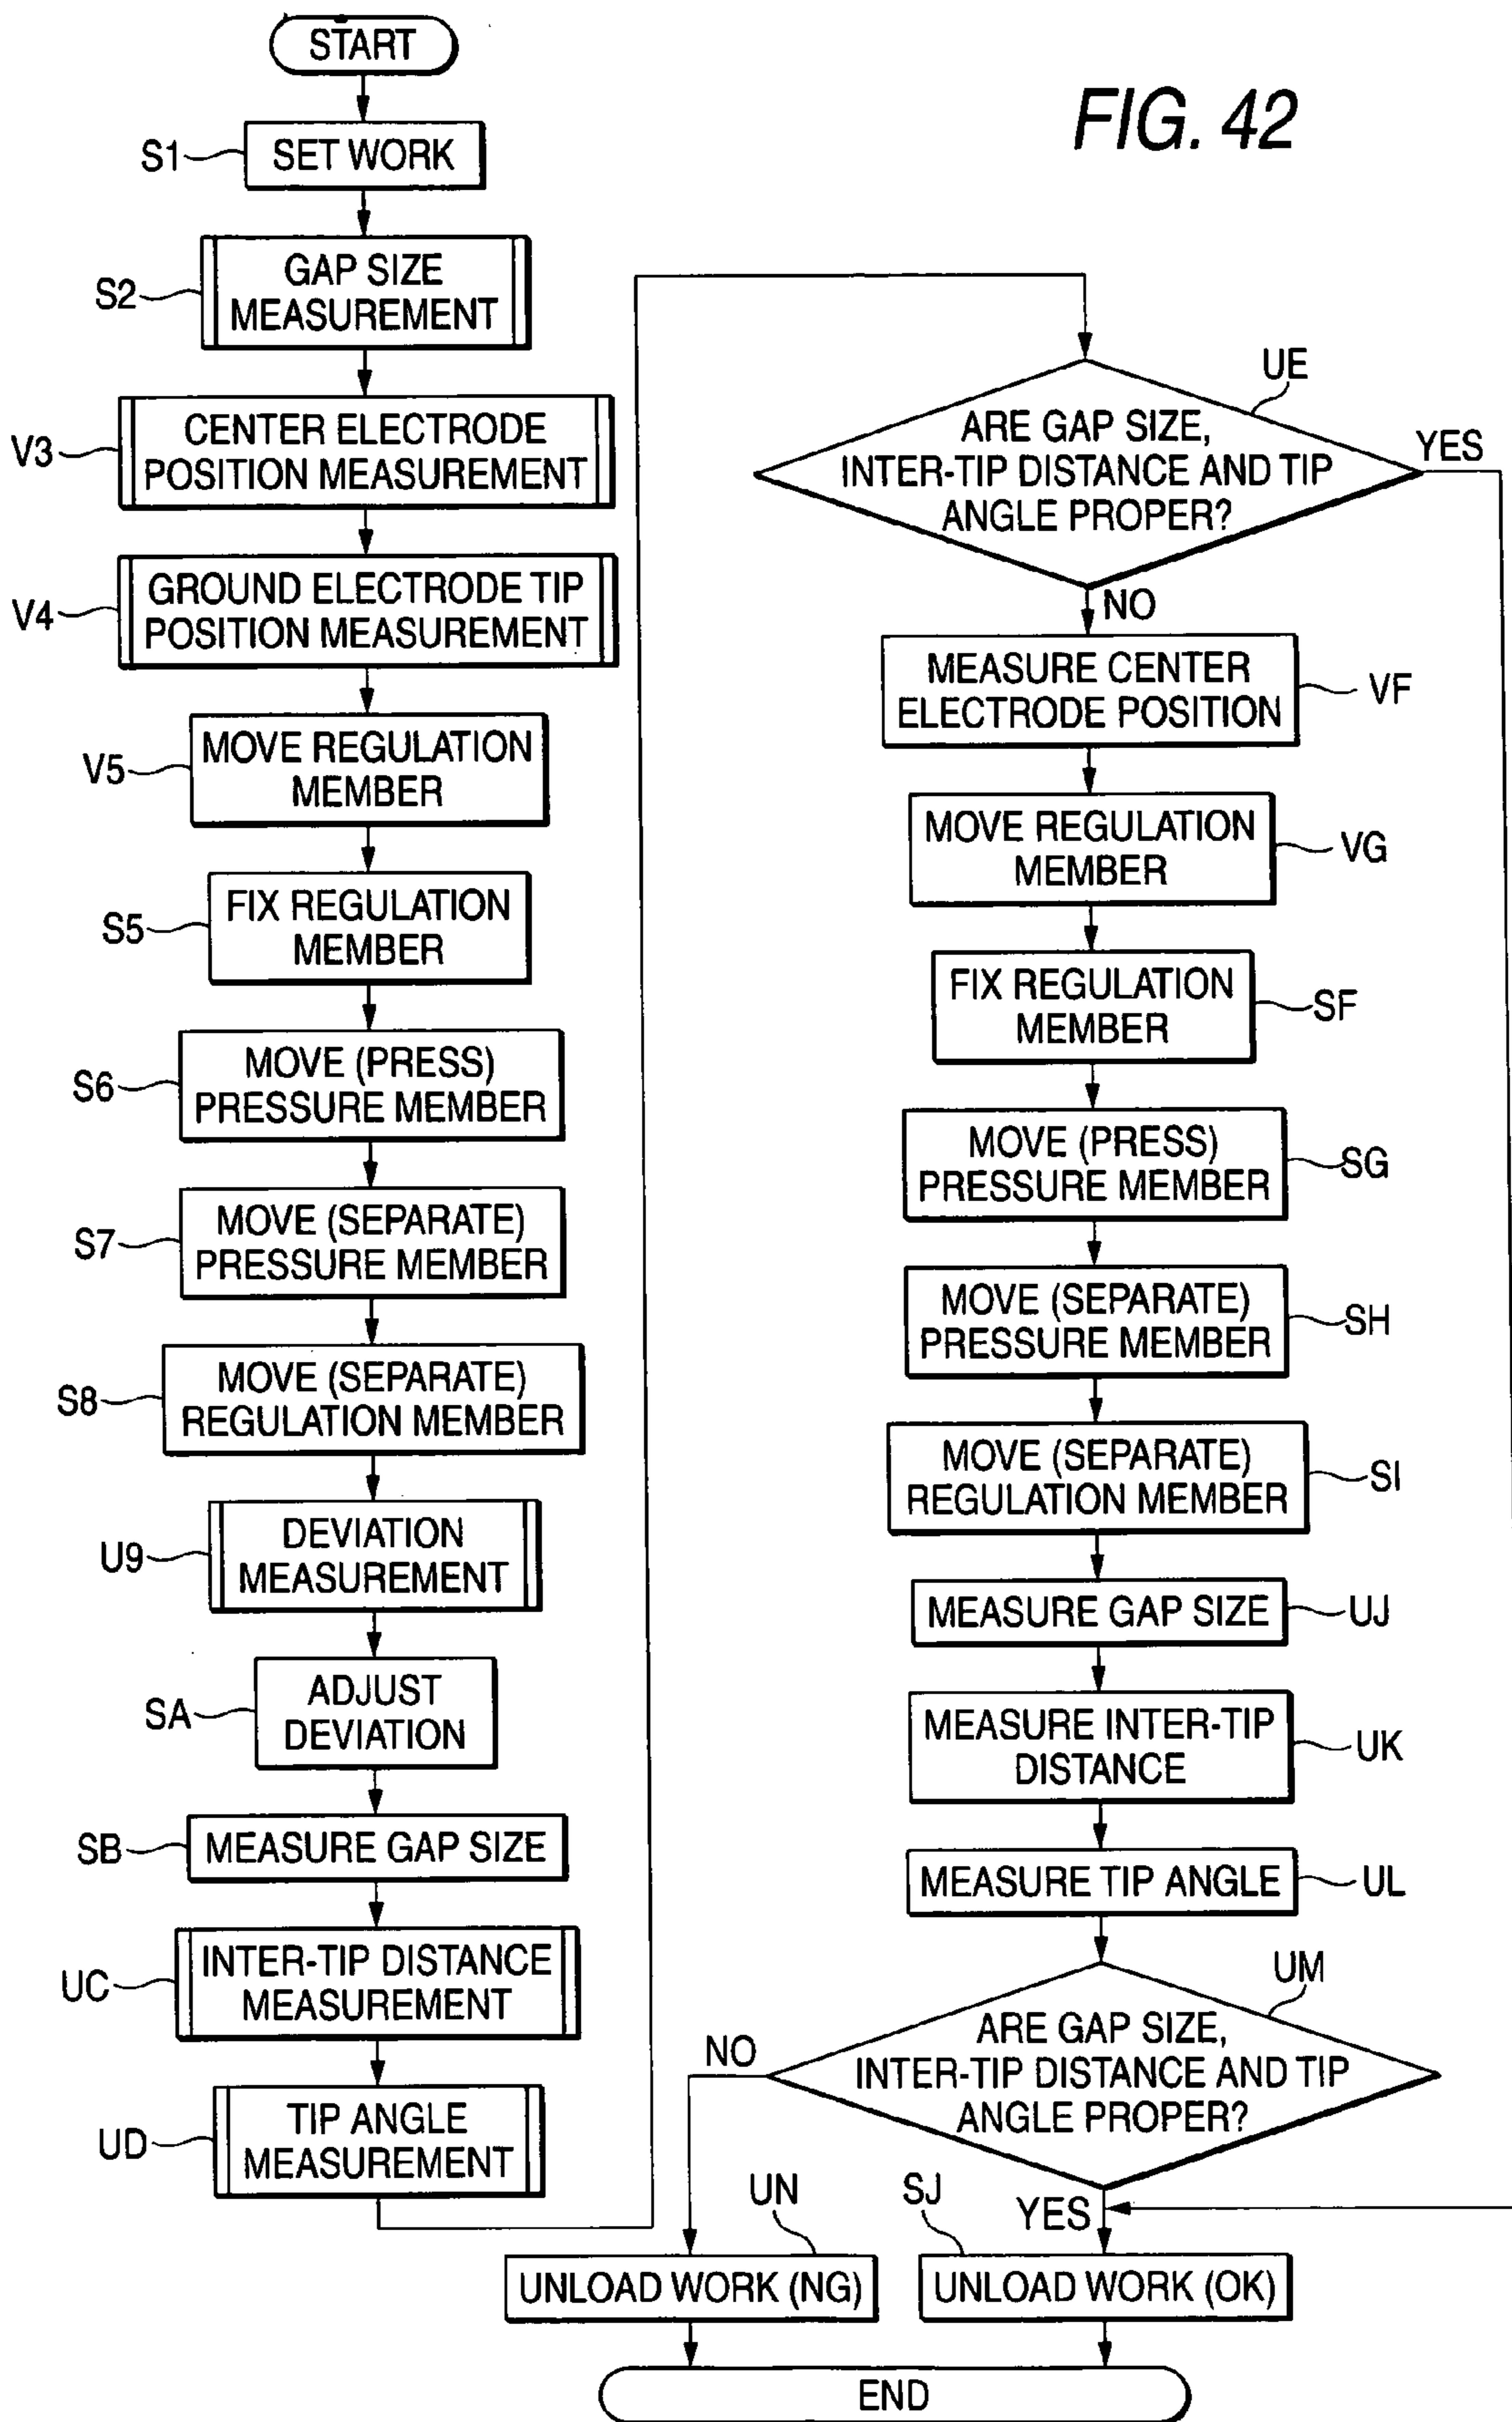 START
FIG. 42
S1
SET WORK
S2
GAP SIZE
MEASUREMENT
V3
CENTER ELECTRODE
POSITION MEASUREMENT
V4
GROUND ELECTRODE TIP
POSITION MEASUREMENT
V5
MOVE REGULATION
MEMBER
S5
FIX REGULATION
MEMBER
S6
MOVE (PRESS)
PRESSURE MEMBER
S7
MOVE (SEPARATE)
PRESSURE MEMBER
S8
MOVE (SEPARATE)
REGULATION MEMBER
U9
DEVIATION
MEASUREMENT
SA
ADJUST
DEVIATION
SB
MEASURE GAP SIZE
UC
INTER-TIP DISTANCE
MEASUREMENT
UD
TIP ANGLE
MEASUREMENT
UE
ARE GAP SIZE,
INTER-TIP DISTANCE AND TIP
ANGLE PROPER?
YES
NO
MEASURE CENTER
ELECTRODE POSITION
VF
MOVE REGULATION
MEMBER
VG
FIX REGULATION
MEMBER
SF
MOVE (PRESS)
PRESSURE MEMBER
SG
MOVE (SEPARATE)
PRESSURE MEMBER
SH
MOVE (SEPARATE)
REGULATION MEMBER
SI
MEASURE GAP SIZE
UJ
MEASURE INTER-TIP
DISTANCE
UK
MEASURE TIP ANGLE
UL
UM
ARE GAP SIZE,
INTER-TIP DISTANCE AND TIP
ANGLE PROPER?
NO
YES
UN
UNLOAD WORK (NG)
SJ
UNLOAD WORK (OK)
END